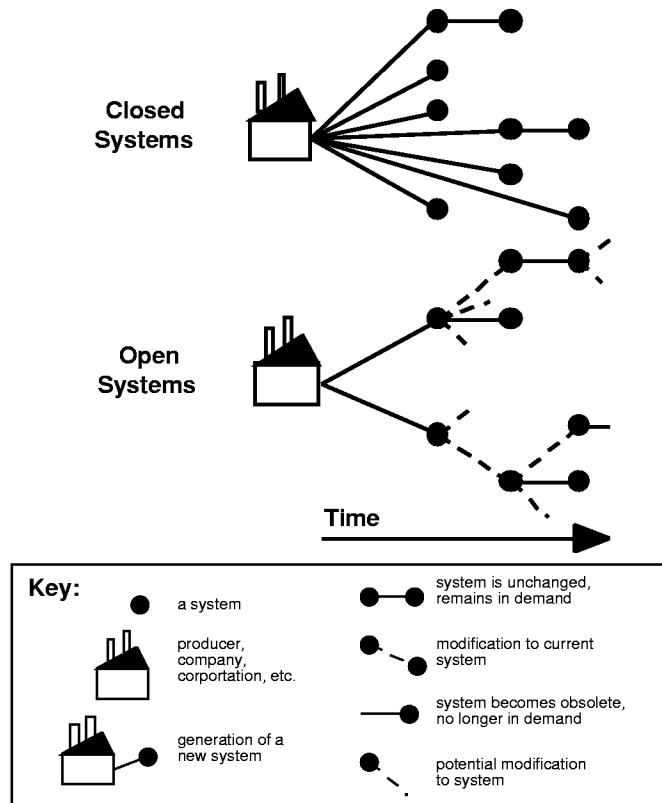 Closed
Systems
Open
Systems
Time
Key:
a system
producer,
company,
corportation, etc.
generation of a
new system
system is unchanged,
remains in demand
modification to current
system
system becomes obsolete,
no longer in demand
potential modification
to system